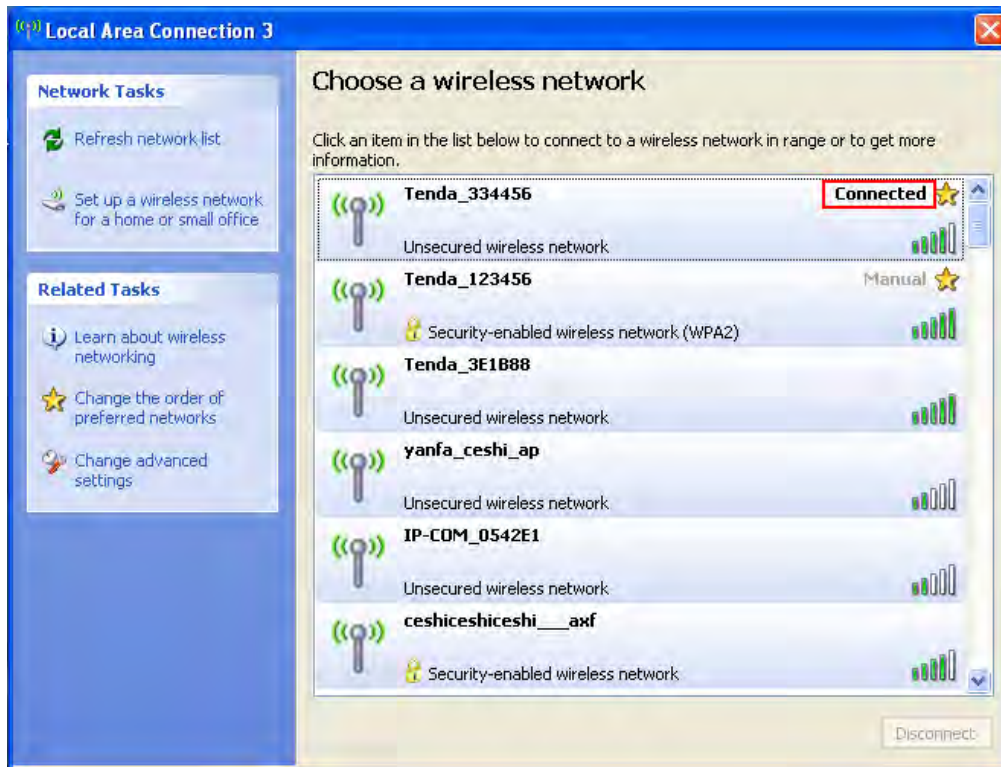 Local Area Connection 3
Network Tasks
Refresh network list
Set up a wireless network
for a home or small office
Related Tasks
Learn about wireless
networking
Change the order of
preferred networks
Change advanced
settings
Choose a wireless network
Click an item in the list below to connect to a wireless network in range or to get more
information.
Tenda_334456 Connected
Unsecured wireless network
Tenda_123456 Manual
Security-enabled wireless network (WPA2)
Tenda_3E1B88
Unsecured wireless network
yanfa_ceshi_ap
Unsecured wireless network
IP-COM_0542E1
Unsecured wireless network
ceshiceshiceshi___axf
Security-enabled wireless network
Disconnect